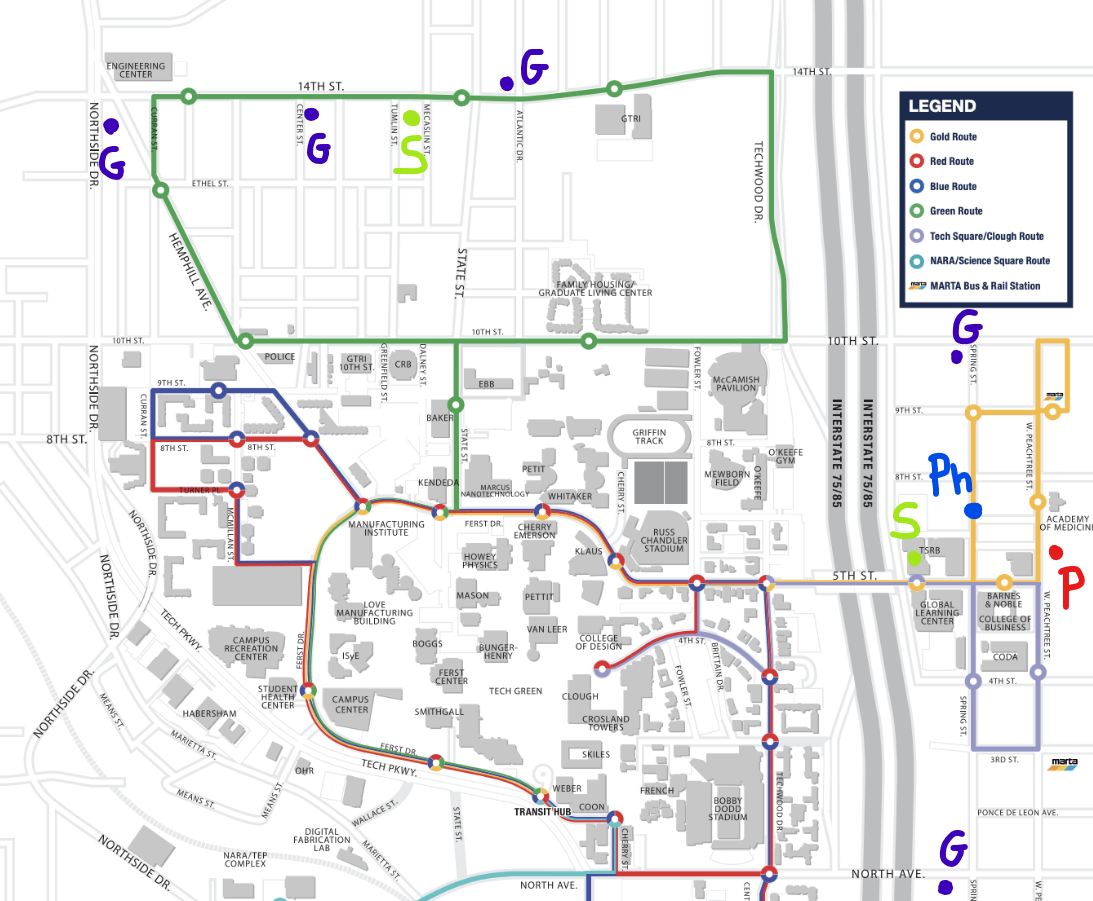 ENGINEERING
CENTER
14TH ST.
G
14TH ST.
LEGEND
Gold Route
Red Route
Blue Route
Green Route
Tech Square/Clough Route
NARA/Science Square Route
marta MARTA Bus & Rail Station
NORTHSIDE DR.
G
CURRAN ST.
CENTER ST.
G
TUMLIN ST.
MECASLIN ST.
S
ATLANTIC DR.
GTRI
TECHWOOD DR.
ETHEL ST.
HEMPHILL AVE.
STATE ST.
FAMILY HOUSING/
GRADUATE LIVING CENTER
10TH ST.
10TH ST.
10TH ST.
G
SPRING ST.
NORTHSIDE DR.
POLICE
GTRI
10TH ST.
GREENFIELD ST.
CRB
DALNEY ST.
EBB
FOWLER ST.
McCAMISH
PAVILION
INTERSTATE 75/85
INTERSTATE 75/85
marta
9TH ST.
9TH ST.
CURRAN ST.
8TH ST.
8TH ST.
8TH ST.
BAKER
STATE ST.
GRIFFIN
TRACK
8TH ST.
O'KEEFE
GYM
W. PEACHTREE ST.
8TH ST.
Ph
TURNER PL.
McMILLAN ST.
KENDEDA
MARCUS
NANOTECHNOLOGY
PETIT
WHITAKER
CHERRY ST.
MEWBORN
FIELD
O'KEEFE
S
ACADEMY
OF MEDICIN
NORTHSIDE DR.
MANUFACTURING
INSTITUTE
FERST DR.
CHERRY
EMERSON
KLAUS
RUSS
CHANDLER
STADIUM
TSRB
P
NORTHSIDE DR.
HOWEY
PHYSICS
5TH ST.
MASON
PETTIT
GLOBAL
LEARNING
CENTER
BARNES
& NOBLE
COLLEGE OF
BUSINESS
W. PEACHTREE ST.
LOVE
MANUFACTURING
BUILDING
TECH PKWY.
CAMPUS
RECREATION
CENTER
FERST DR.
ISyE
BOGGS
BUNGER-
HENRY
VAN LEER
COLLEGE
OF DESIGN
4TH ST.
BRITTAIN DR.
CODA
4TH ST.
FERST
CENTER
TECH GREEN
CLOUGH
FOWLER ST.
SPRING ST.
NORTHSIDE DR.
MEANS ST.
HABERSHAM
STUDENT
HEALTH
CENTER
CAMPUS
CENTER
SMITHGALL
CROSLAND
TOWERS
MARIETTA ST.
FERST DR.
TECH PKWY.
SKILES
3RD ST.
marta
OHR
MEANS ST.
MEANS ST.
WEBER
TRANSIT HUB
COON
FRENCH
BOBBY
DODD
STADIUM
TECHWOOD DR.
PONCE DE LEON AVE.
WALLACE ST.
STATE ST.
DIGITAL
FABRICATION
LAB
MARIETTA ST.
CHERRY ST.
NORTHSIDE DR.
NARA/TEP
COMPLEX
NORTH AVE.
NORTH AVE.
G
CENT
SPRIN
W. PE